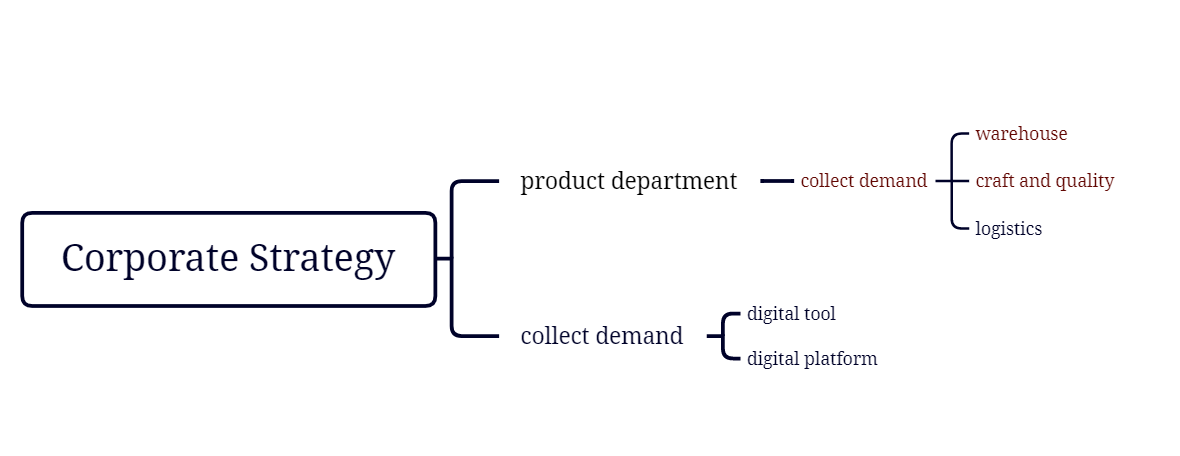 Corporate Strategy
product department
collect demand
warehouse
craft and quality
logistics
collect demand
digital tool
digital platform